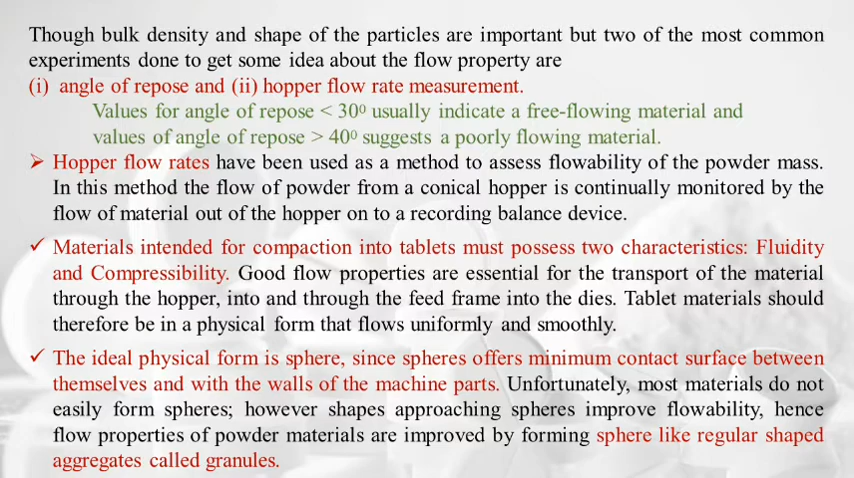 Though bulk density and shape of the particles are important but two of the most common
experiments done to get some idea about the flow property are
(i) angle of repose and (ii) hopper flow rate measurement.
Values for angle of repose < 30⁰ usually indicate a free-flowing material and
values of angle of repose > 40⁰ suggests a poorly flowing material.
➢ Hopper flow rates have been used as a method to assess flowability of the powder mass.
In this method the flow of powder from a conical hopper is continually monitored by the
flow of material out of the hopper on to a recording balance device.
✓ Materials intended for compaction into tablets must possess two characteristics: Fluidity
and Compressibility. Good flow properties are essential for the transport of the material
through the hopper, into and through the feed frame into the dies. Tablet materials should
therefore be in a physical form that flows uniformly and smoothly.
✓ The ideal physical form is sphere, since spheres offers minimum contact surface between
themselves and with the walls of the machine parts. Unfortunately, most materials do not
easily form spheres; however shapes approaching spheres improve flowability, hence
flow properties of powder materials are improved by forming sphere like regular shaped
aggregates called granules.